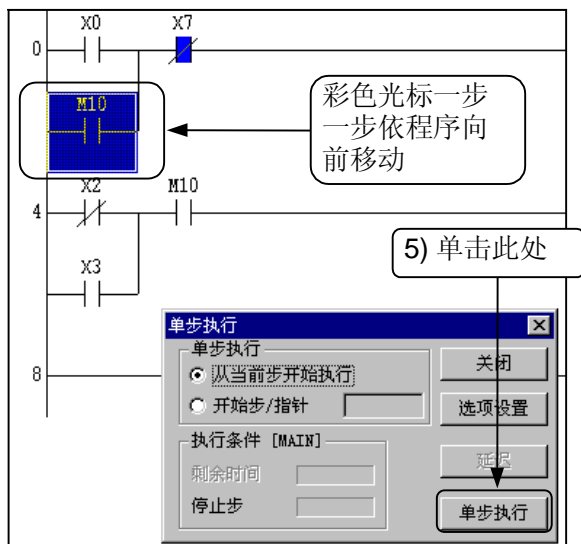 X0 X7
0
M10
彩色光标一步
一步依程序向
前移动
X2 M10
4
5) 单击此处
X3
单步执行
单步执行
从当前步开始执行
关闭
8
开始步/指针
选项设置
执行条件 [MAIN]
剩余时间
延迟
停止步
单步执行